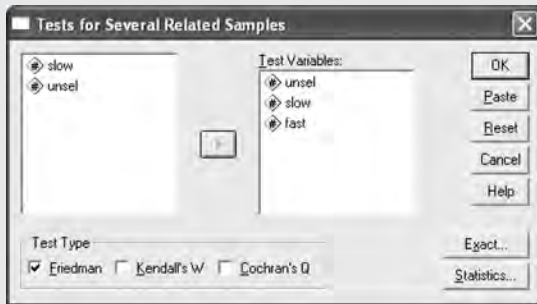 Tests for Several Related Samples
slow
unsel
Test Variables:
unsel
slow
fast
OK
Paste
Reset
Cancel
Help
Test Type
Friedman
Kendall's W
Cochran's Q
Exact...
Statistics...